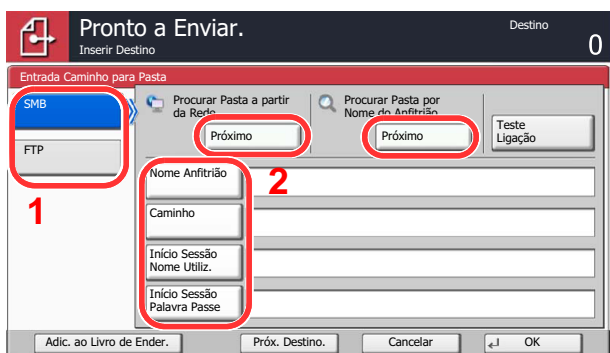 Pronto a Enviar.
Destino
Inserir Destino
0
Entrada Caminho para Pasta
SMB
FTP
1
Procurar Pasta a partir
da Rede
Próximo
Procurar Pasta por
Nome do Anfitrião
Próximo
Teste
Ligação
2
Nome Anfitrião
Caminho
Início Sessão
Nome Utiliz.
Início Sessão
Palavra Passe
Adic. ao Livro de Ender.
Próx. Destino.
Cancelar
OK